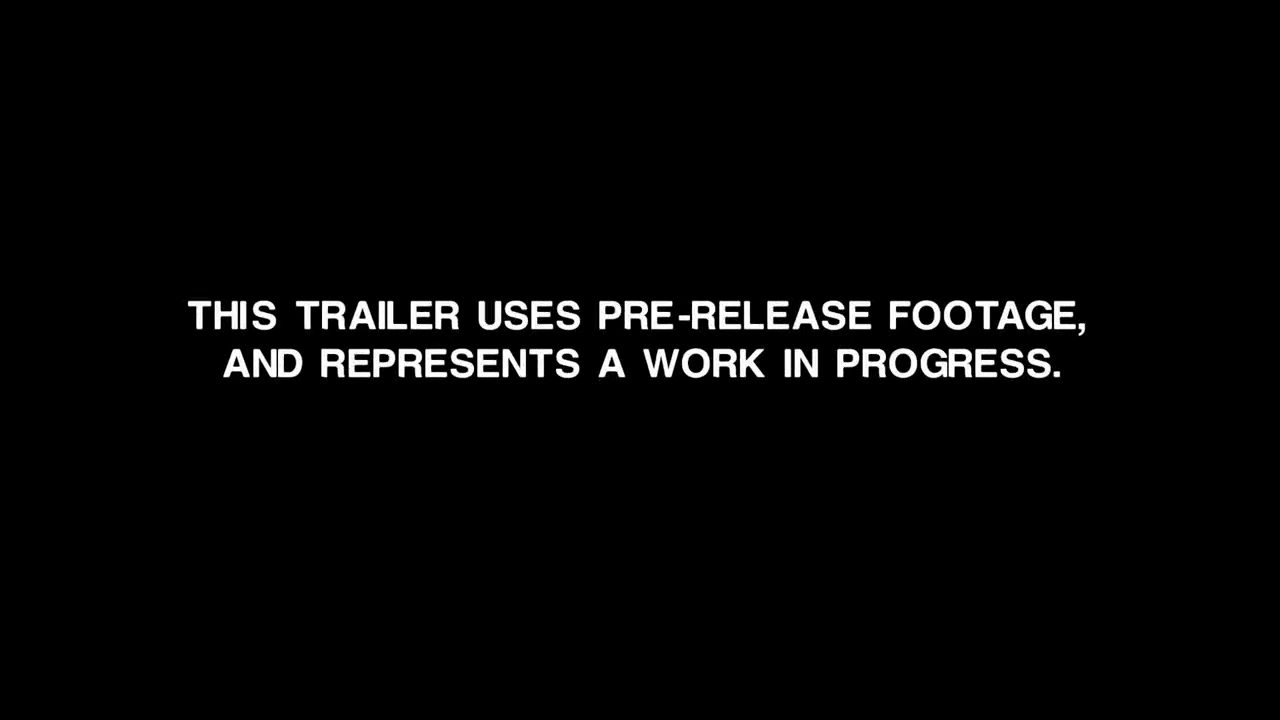 THIS TRAILER USES PRE-RELEASE FOOTAGE,
AND REPRESENTS A WORK IN PROGRESS.